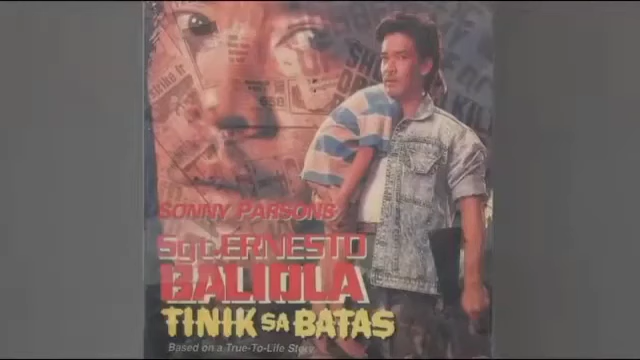 SONNY PARSONS
Sgt. ERNESTO
BALIOLA
TINIK SA BATAS
Based on a True-To-Life Story